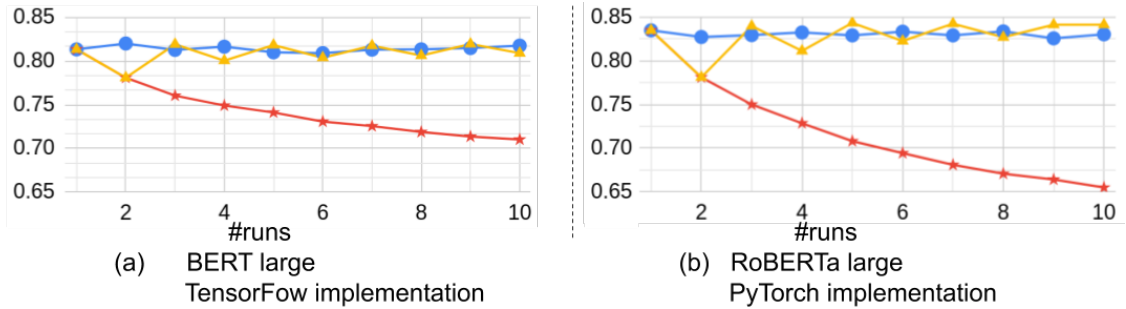 0.85
0.80
0.75
0.70
0.65
2 4 6 8 10
#runs
(a) BERT large
TensorFow implementation
0.85
0.80
0.75
0.70
0.65
2 4 6 8 10
#runs
(b) RoBERTa large
PyTorch implementation